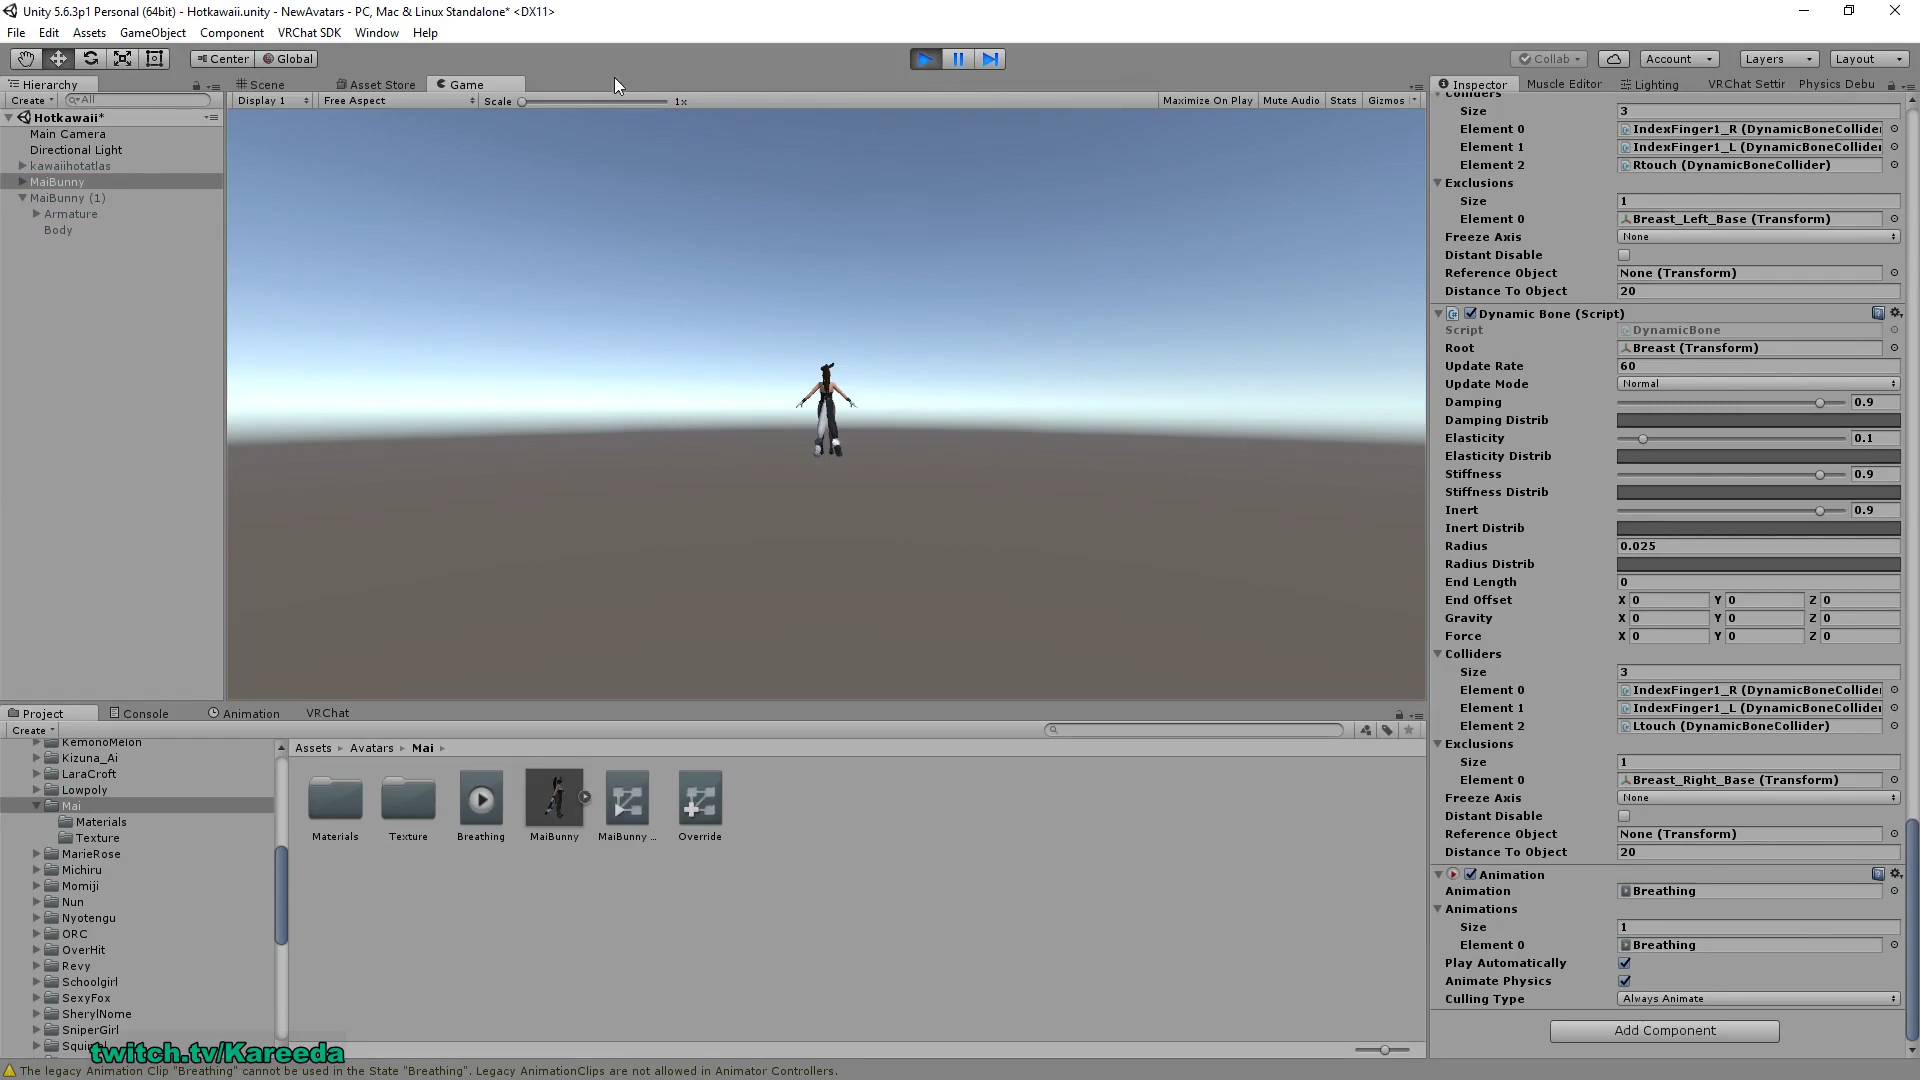 Unity 5.6.3p1 Personal (64bit) - Hotkawaii.unity - NewAvatars - PC, Mac & Linux Standalone* <DX11>
File Edit Assets GameObject Component VRChat SDK Window Help
Center Global Collab Account Layers Layout
Hierarchy Scene Asset Store Game Inspector Muscle Editor Lighting VRChat Settir Physics Debu
Create All Display 1 Free Aspect Scale 1x Maximize On Play Mute Audio Stats Gizmos
Hotkawaii*
Main Camera
Directional Light
kawaiihotatlas
MaiBunny
MaiBunny (1)
Armature
Body
Colliders
Size 3
Element 0 IndexFinger1_R (DynamicBoneCollider
Element 1 IndexFinger1_L (DynamicBoneCollider
Element 2 Rtouch (DynamicBoneCollider)
Exclusions
Size 1
Element 0 Breast_Left_Base (Transform)
Freeze Axis None
Distant Disable
Reference Object None (Transform)
Distance To Object 20
Dynamic Bone (Script)
Script DynamicBone
Root Breast (Transform)
Update Rate 60
Update Mode Normal
Damping 0.9
Damping Distrib
Elasticity 0.1
Elasticity Distrib
Stiffness 0.9
Stiffness Distrib
Inert 0.9
Inert Distrib
Radius 0.025
Radius Distrib
End Length 0
End Offset X 0 Y 0 Z 0
Gravity X 0 Y 0 Z 0
Force X 0 Y 0 Z 0
Colliders
Size 3
Element 0 IndexFinger1_R (DynamicBoneCollider
Element 1 IndexFinger1_L (DynamicBoneCollider
Element 2 Ltouch (DynamicBoneCollider)
Exclusions
Size 1
Element 0 Breast_Right_Base (Transform)
Freeze Axis None
Distant Disable
Reference Object None (Transform)
Distance To Object 20
Animation
Animation Breathing
Animations
Size 1
Element 0 Breathing
Play Automatically
Animate Physics
Culling Type Always Animate
Add Component
Project Console Animation VRChat
Create
KemonoMelon
Kizuna_Ai
LaraCroft
Lowpoly
Mai
Materials
Texture
MarieRose
Michiru
Momiji
Nun
Nyotengu
ORC
OverHit
Revy
Schoolgirl
SexyFox
SherylNome
SniperGirl
Assets Avatars Mai
Materials Texture Breathing MaiBunny MaiBunny ... Override
twitch.tv/Kareeda
The legacy Animation Clip "Breathing" cannot be used in the State "Breathing". Legacy AnimationClips are not allowed in Animator Controllers.